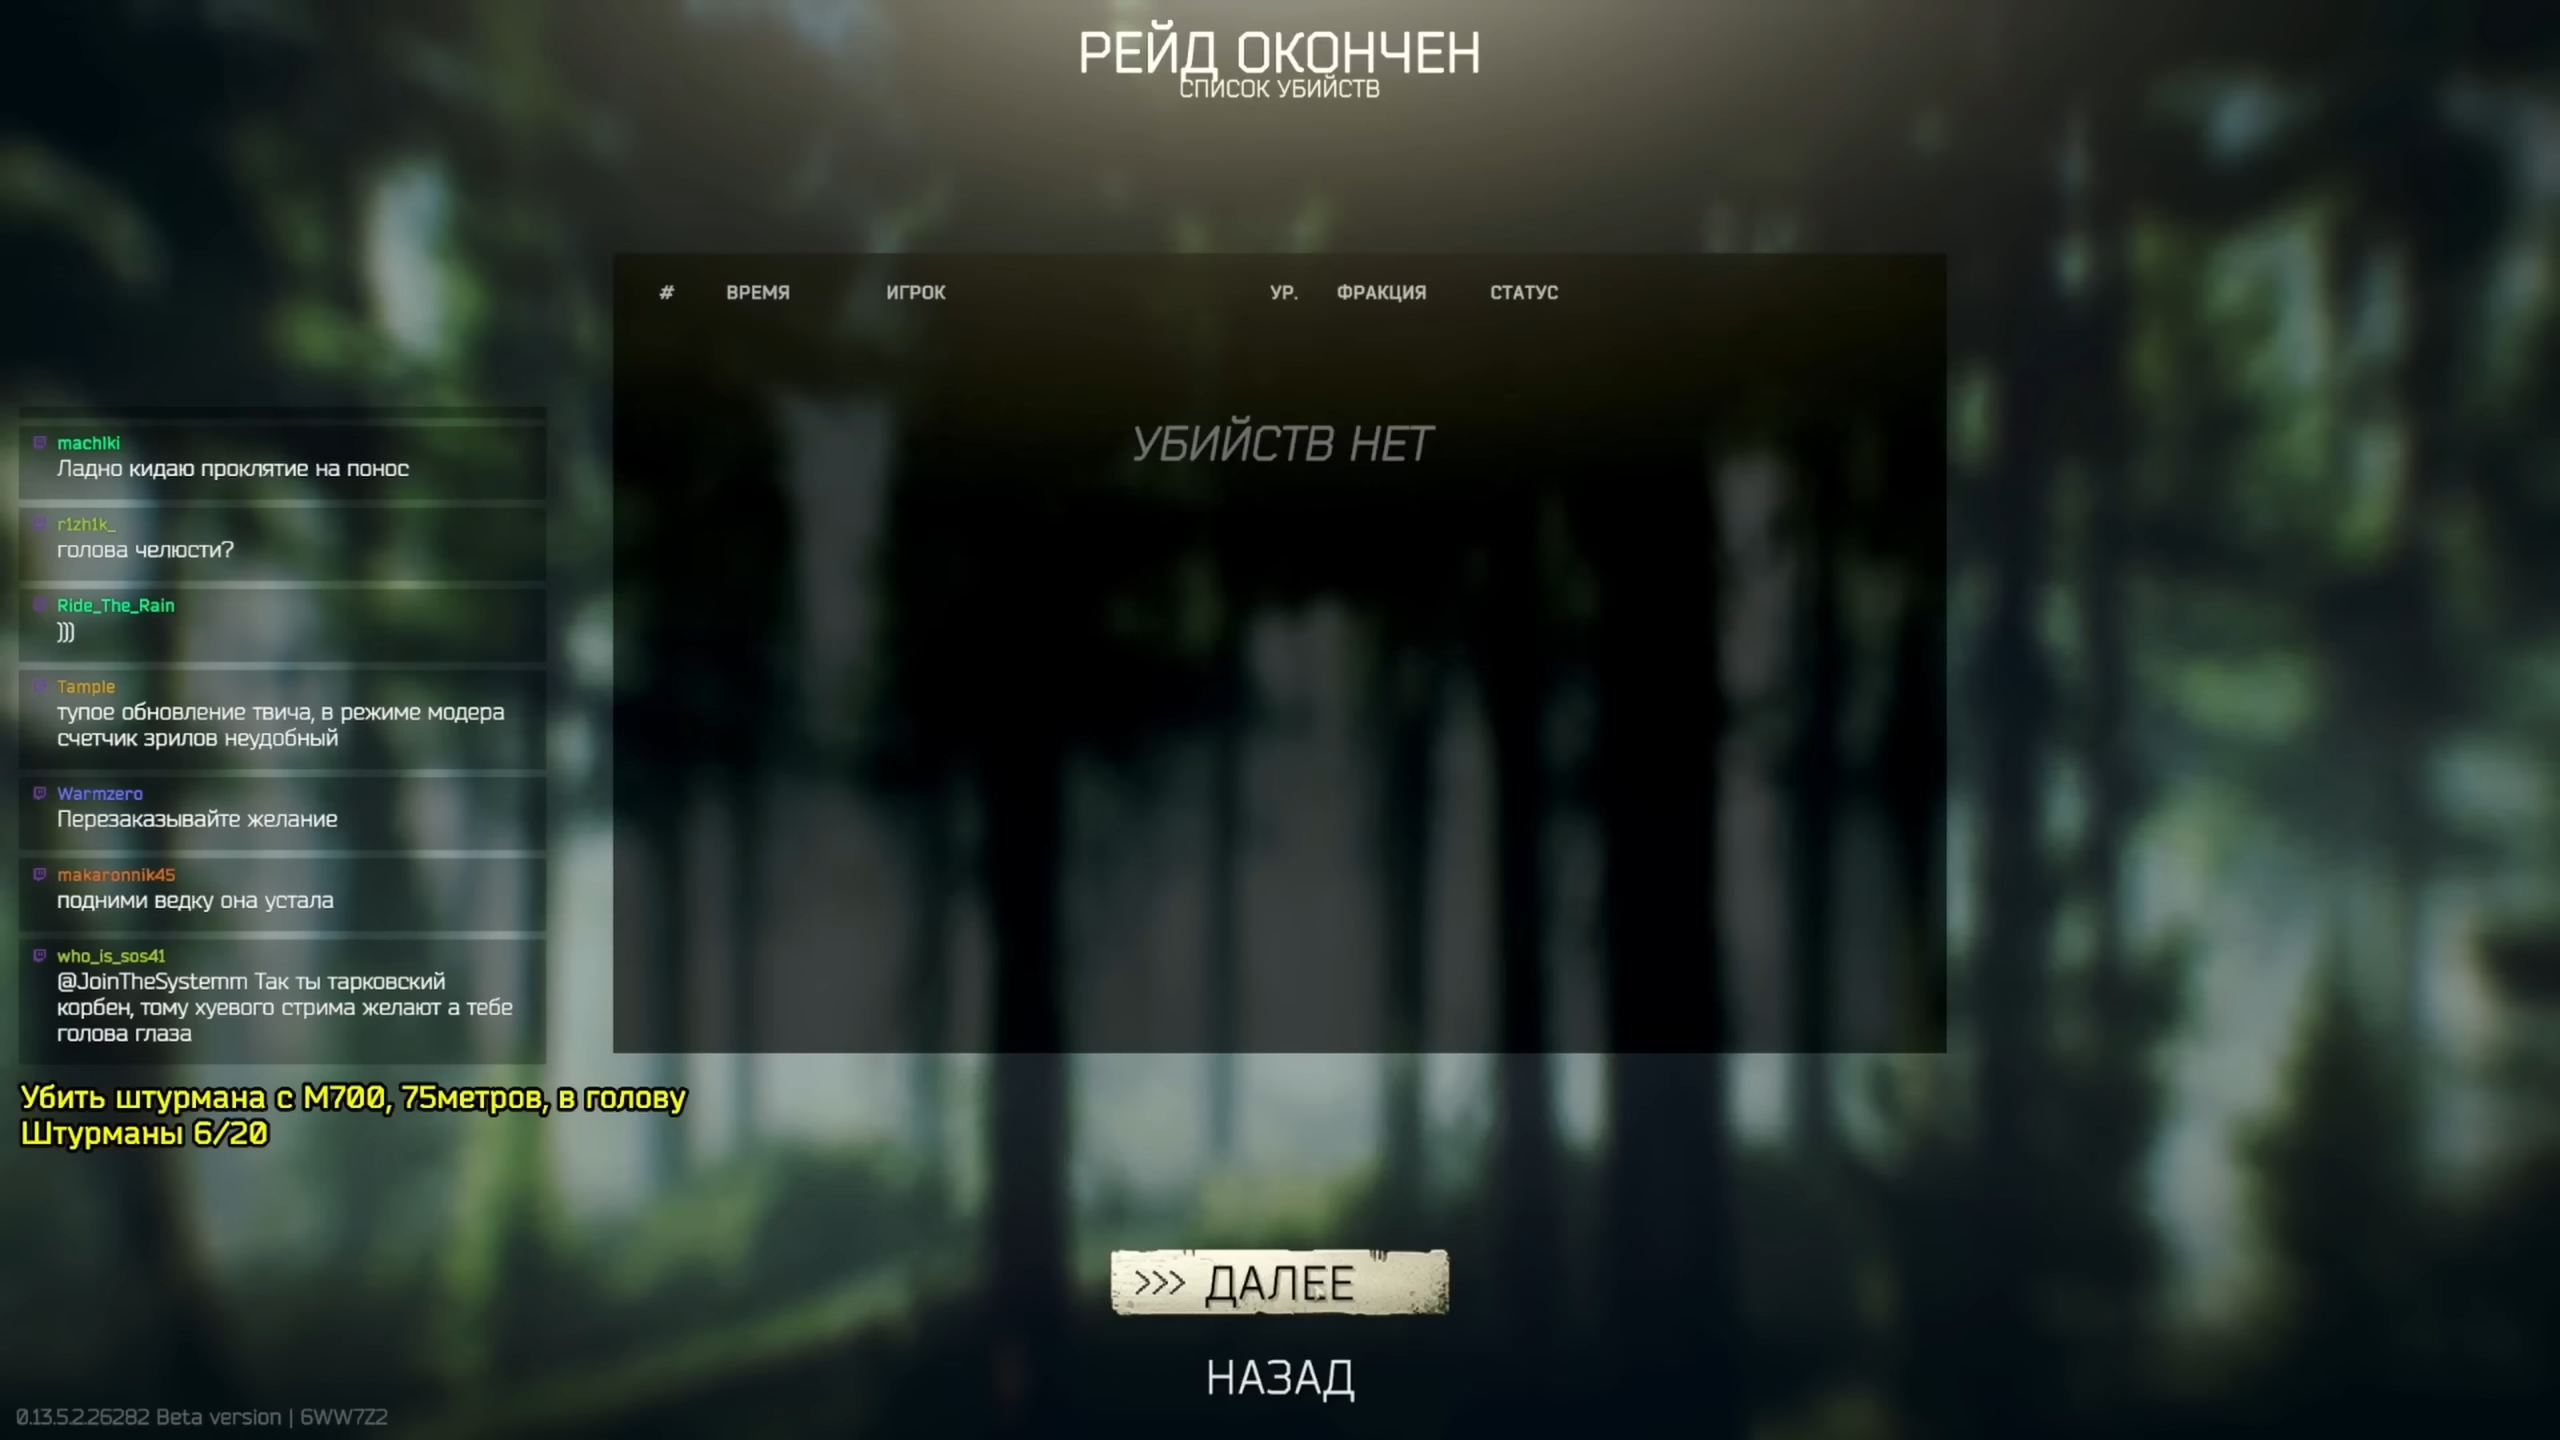 РЕЙД ОКОНЧЕН
СПИСОК УБИЙСТВ
# ВРЕМЯ ИГРОК УР. ФРАКЦИЯ СТАТУС
УБИЙСТВ НЕТ
machlki
Ладно кидаю проклятие на понос
r1zh1k_
голова челюсти?
Ride_The_Rain
)))
Tample
тупое обновление твича, в режиме модера
счетчик зрилов неудобный
Warmzero
Перезаказывайте желание
makaronnik45
подними ведку она устала
who_is_sos41
@JoinTheSystemm Так ты тарковский
корбен, тому хуевого стрима желают а тебе
голова глаза
Убить штурмана с М700, 75метров, в голову
Штурманы 6/20
>>> ДАЛЕЕ
НАЗАД
0.13.5.2.26282 Beta version | 6WW7Z2